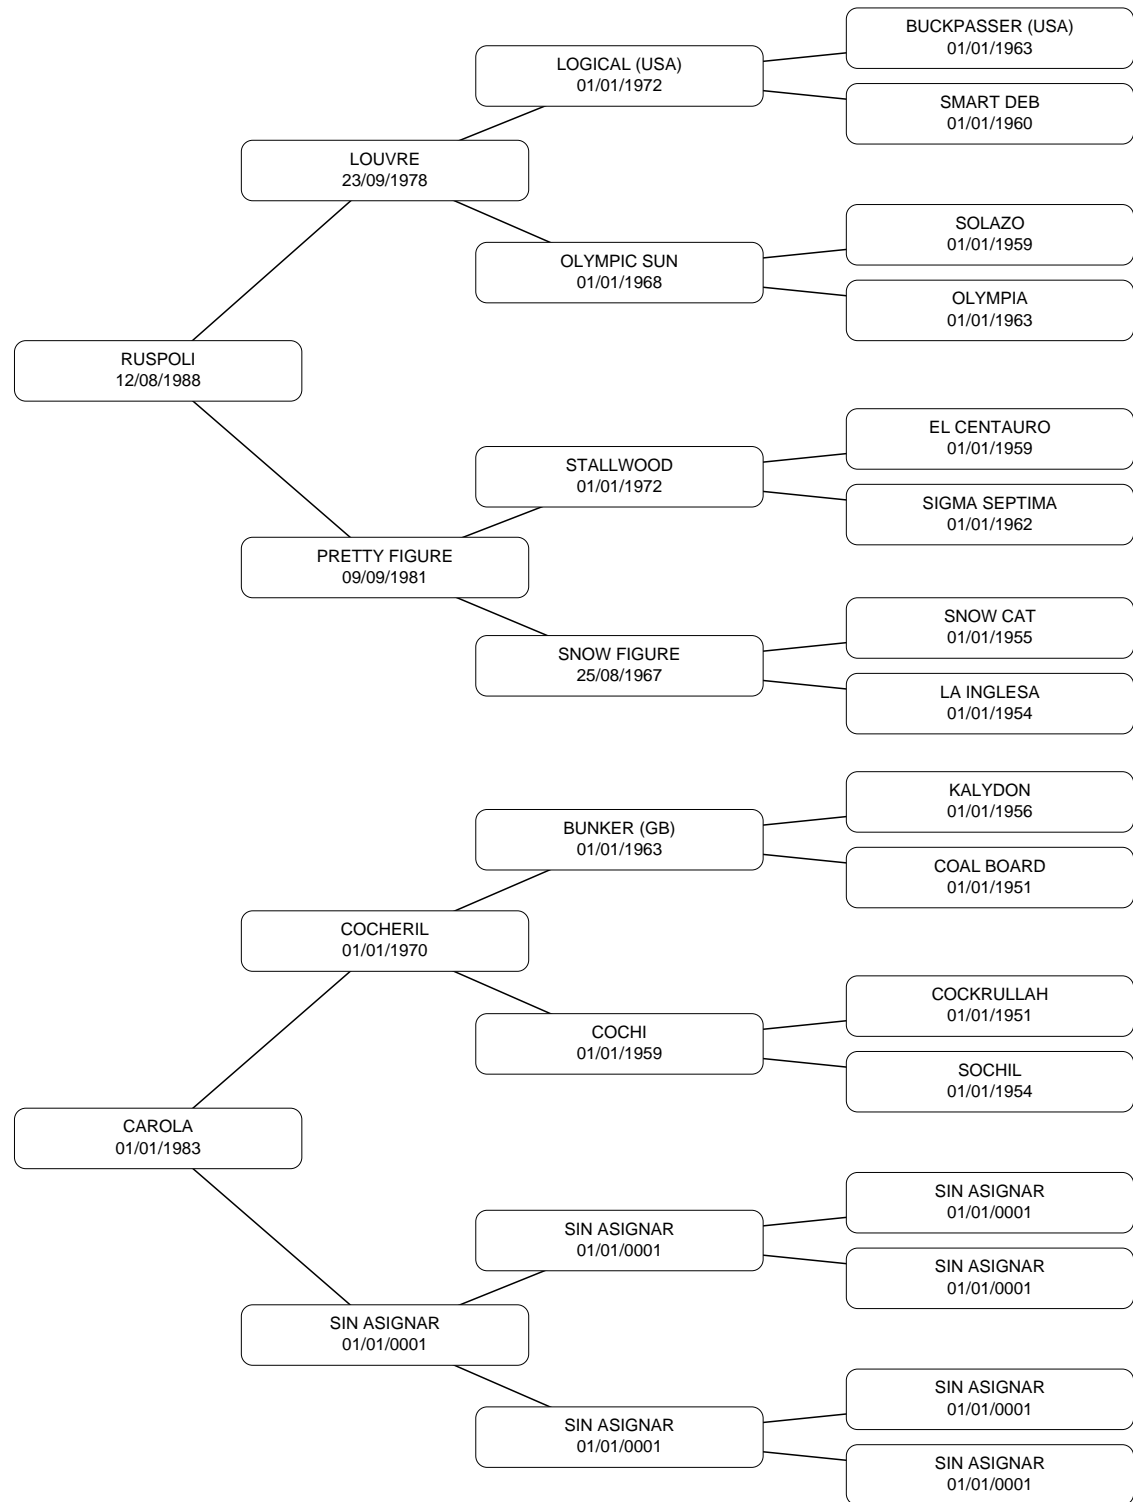 BUCKPASSER (USA)
01/01/1963
LOGICAL (USA)
01/01/1972
SMART DEB
01/01/1960
LOUVRE
23/09/1978
SOLAZO
01/01/1959
OLYMPIC SUN
01/01/1968
OLYMPIA
01/01/1963
RUSPOLI
12/08/1988
EL CENTAURO
01/01/1959
STALLWOOD
01/01/1972
SIGMA SEPTIMA
01/01/1962
PRETTY FIGURE
09/09/1981
SNOW CAT
01/01/1955
SNOW FIGURE
25/08/1967
LA INGLESA
01/01/1954
KALYDON
01/01/1956
BUNKER (GB)
01/01/1963
COAL BOARD
01/01/1951
COCHERIL
01/01/1970
COCKRULLAH
01/01/1951
COCHI
01/01/1959
SOCHIL
01/01/1954
CAROLA
01/01/1983
SIN ASIGNAR
01/01/0001
SIN ASIGNAR
01/01/0001
SIN ASIGNAR
01/01/0001
SIN ASIGNAR
01/01/0001
SIN ASIGNAR
01/01/0001
SIN ASIGNAR
01/01/0001
SIN ASIGNAR
01/01/0001